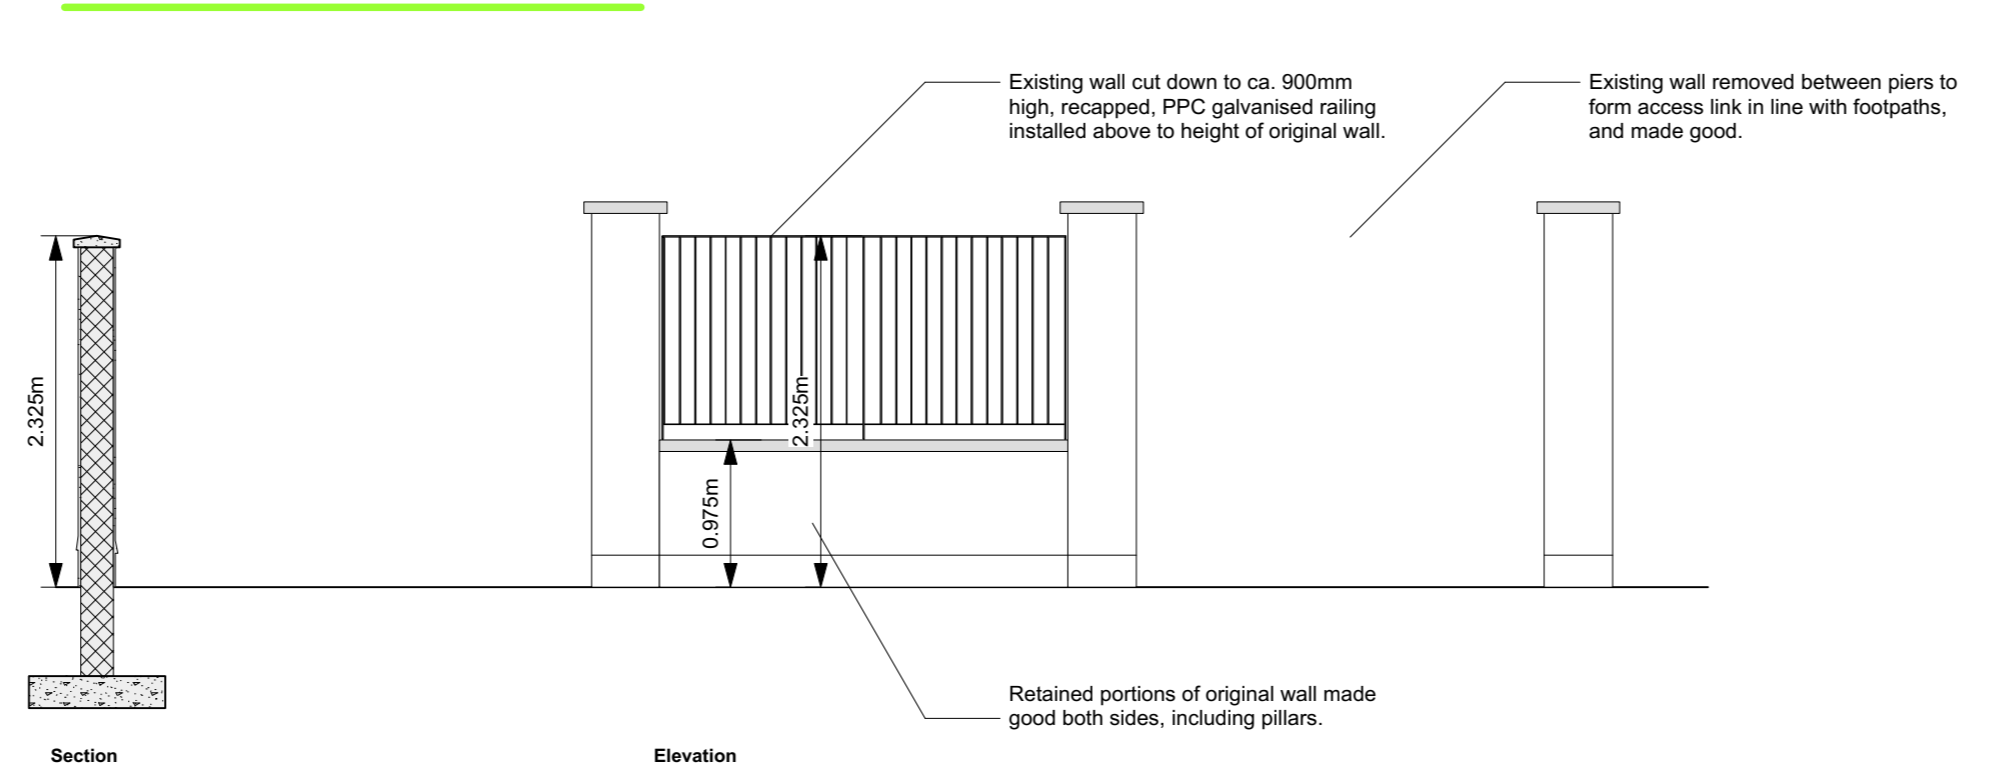 Existing wall cut down to ca. 900mm
high, recapped, PPC galvanised railing
installed above to height of original wall.
Existing wall removed between piers to
form access link in line with footpaths,
and made good.
2.325m
2.325m
0.975m
Retained portions of original wall made
good both sides, including pillars.
Section
Elevation